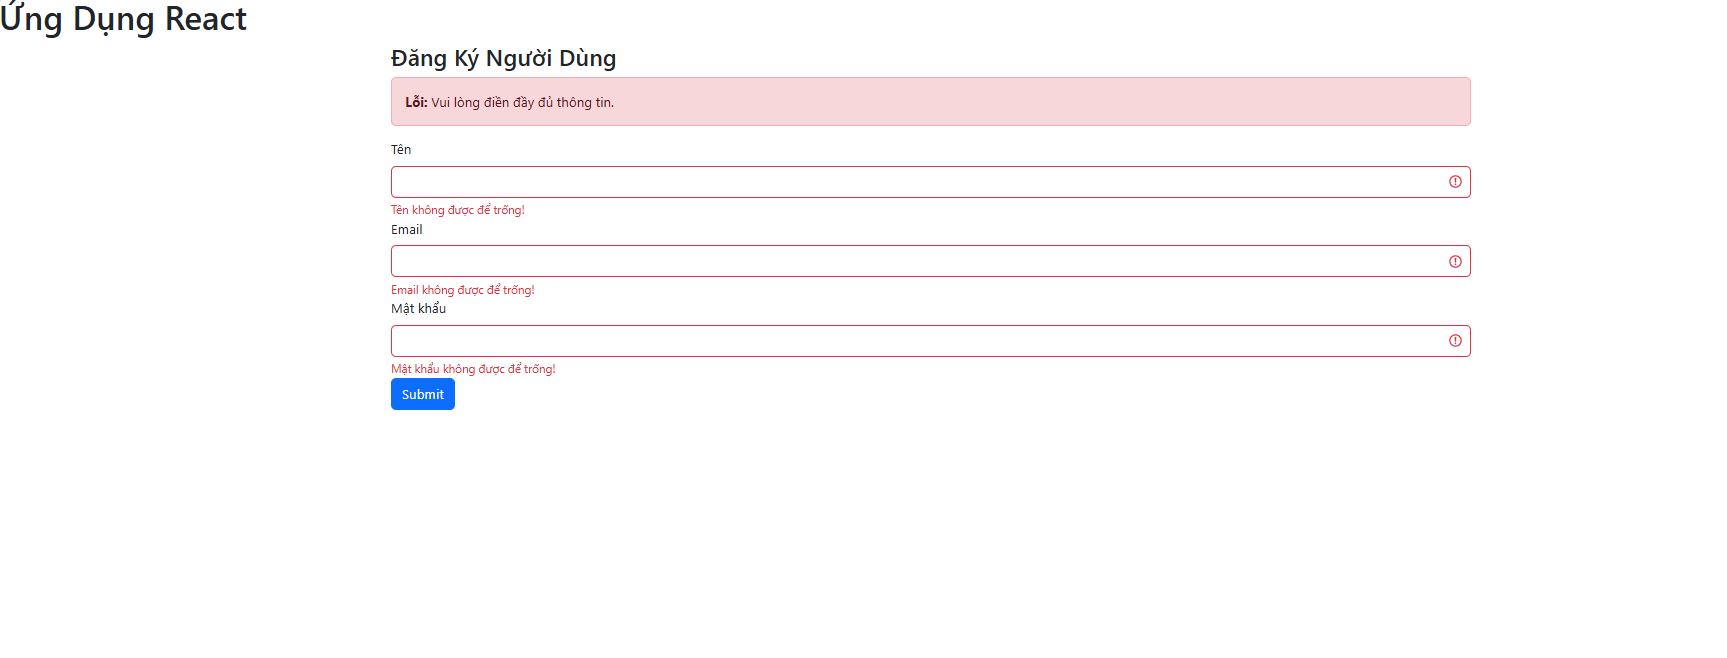 Ứng Dụng React
Đăng Ký Người Dùng
Lỗi: Vui lòng điền đầy đủ thông tin.
Tên
Tên không được để trống!
Email
Email không được để trống!
Mật khẩu
Mật khẩu không được để trống!
Submit